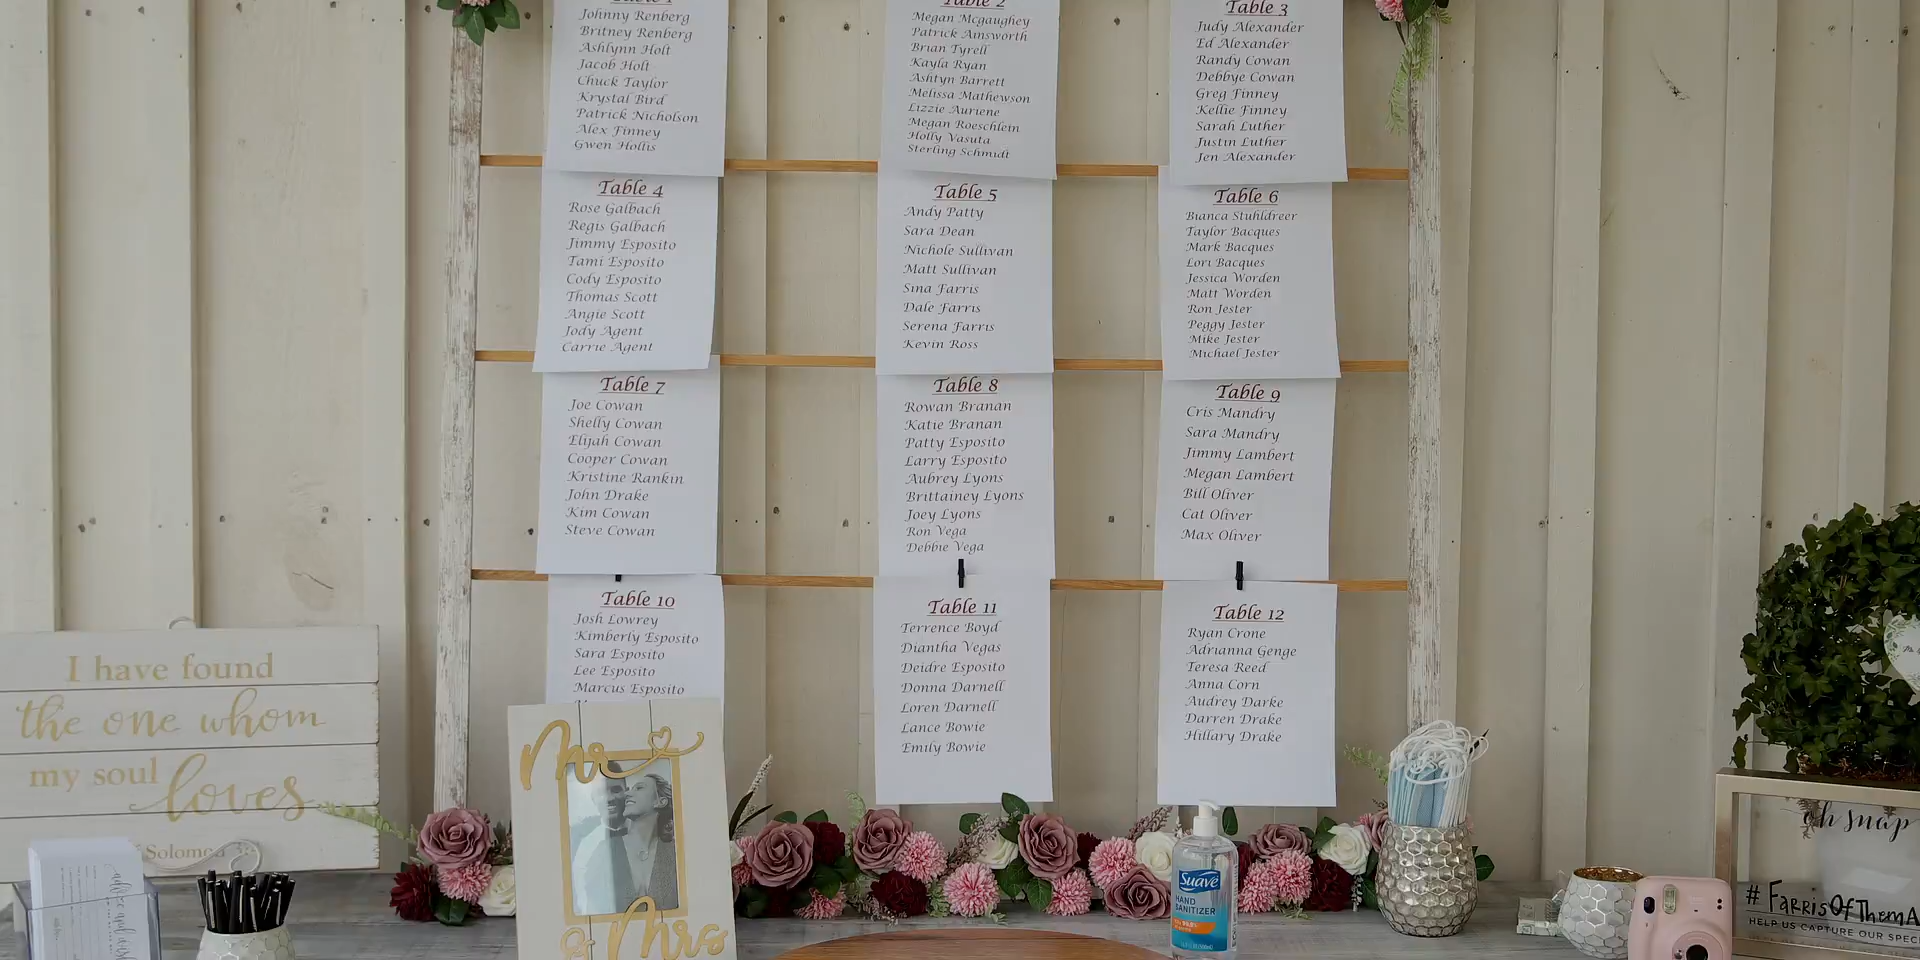 Table 1
Johnny Renberg
Britney Renberg
Ashlynn Holt
Jacob Holt
Chuck Taylor
Krystal Bird
Patrick Nicholson
Alex Finney
Gwen Hollis
Table 2
Megan Mcgaughey
Patrick Ainsworth
Brian Tyrell
Kayla Ryan
Ashtyn Barrett
Melissa Mathewson
Lizzie Auriene
Megan Roeschlein
Holly Vasuta
Sterling Schmidt
Table 3
Judy Alexander
Ed Alexander
Randy Cowan
Debbye Cowan
Greg Finney
Kellie Finney
Sarah Luther
Justin Luther
Jen Alexander
Table 4
Rose Galbach
Regis Galbach
Jimmy Esposito
Tami Esposito
Cody Esposito
Thomas Scott
Angie Scott
Jody Agent
Carrie Agent
Table 5
Andy Patty
Sara Dean
Nichole Sullivan
Matt Sullivan
Sina Farris
Dale Farris
Serena Farris
Kevin Ross
Table 6
Bianca Stuhldreer
Taylor Bacques
Mark Bacques
Lori Bacques
Jessica Worden
Matt Worden
Ron Jester
Peggy Jester
Mike Jester
Michael Jester
Table 7
Joe Cowan
Shelly Cowan
Elijah Cowan
Cooper Cowan
Kristine Rankin
John Drake
Kim Cowan
Steve Cowan
Table 8
Rowan Branan
Katie Branan
Patty Esposito
Larry Esposito
Aubrey Lyons
Brittainey Lyons
Joey Lyons
Ron Vega
Debbie Vega
Table 9
Cris Mandry
Sara Mandry
Jimmy Lambert
Megan Lambert
Bill Oliver
Cat Oliver
Max Oliver
Table 10
Josh Lowrey
Kimberly Esposito
Sara Esposito
Lee Esposito
Marcus Esposito
Table 11
Terrence Boyd
Diantha Vegas
Deidre Esposito
Donna Darnell
Loren Darnell
Lance Bowie
Emily Bowie
Table 12
Ryan Crone
Adrianna Genge
Teresa Reed
Anna Corn
Audrey Darke
Darren Drake
Hillary Drake
I have found
the one whom
my soul loves
Mr
& Mrs
Suave
HAND
SANITIZER
oh snap
# FarrisOfThemA
HELP US CAPTURE OUR SPEC